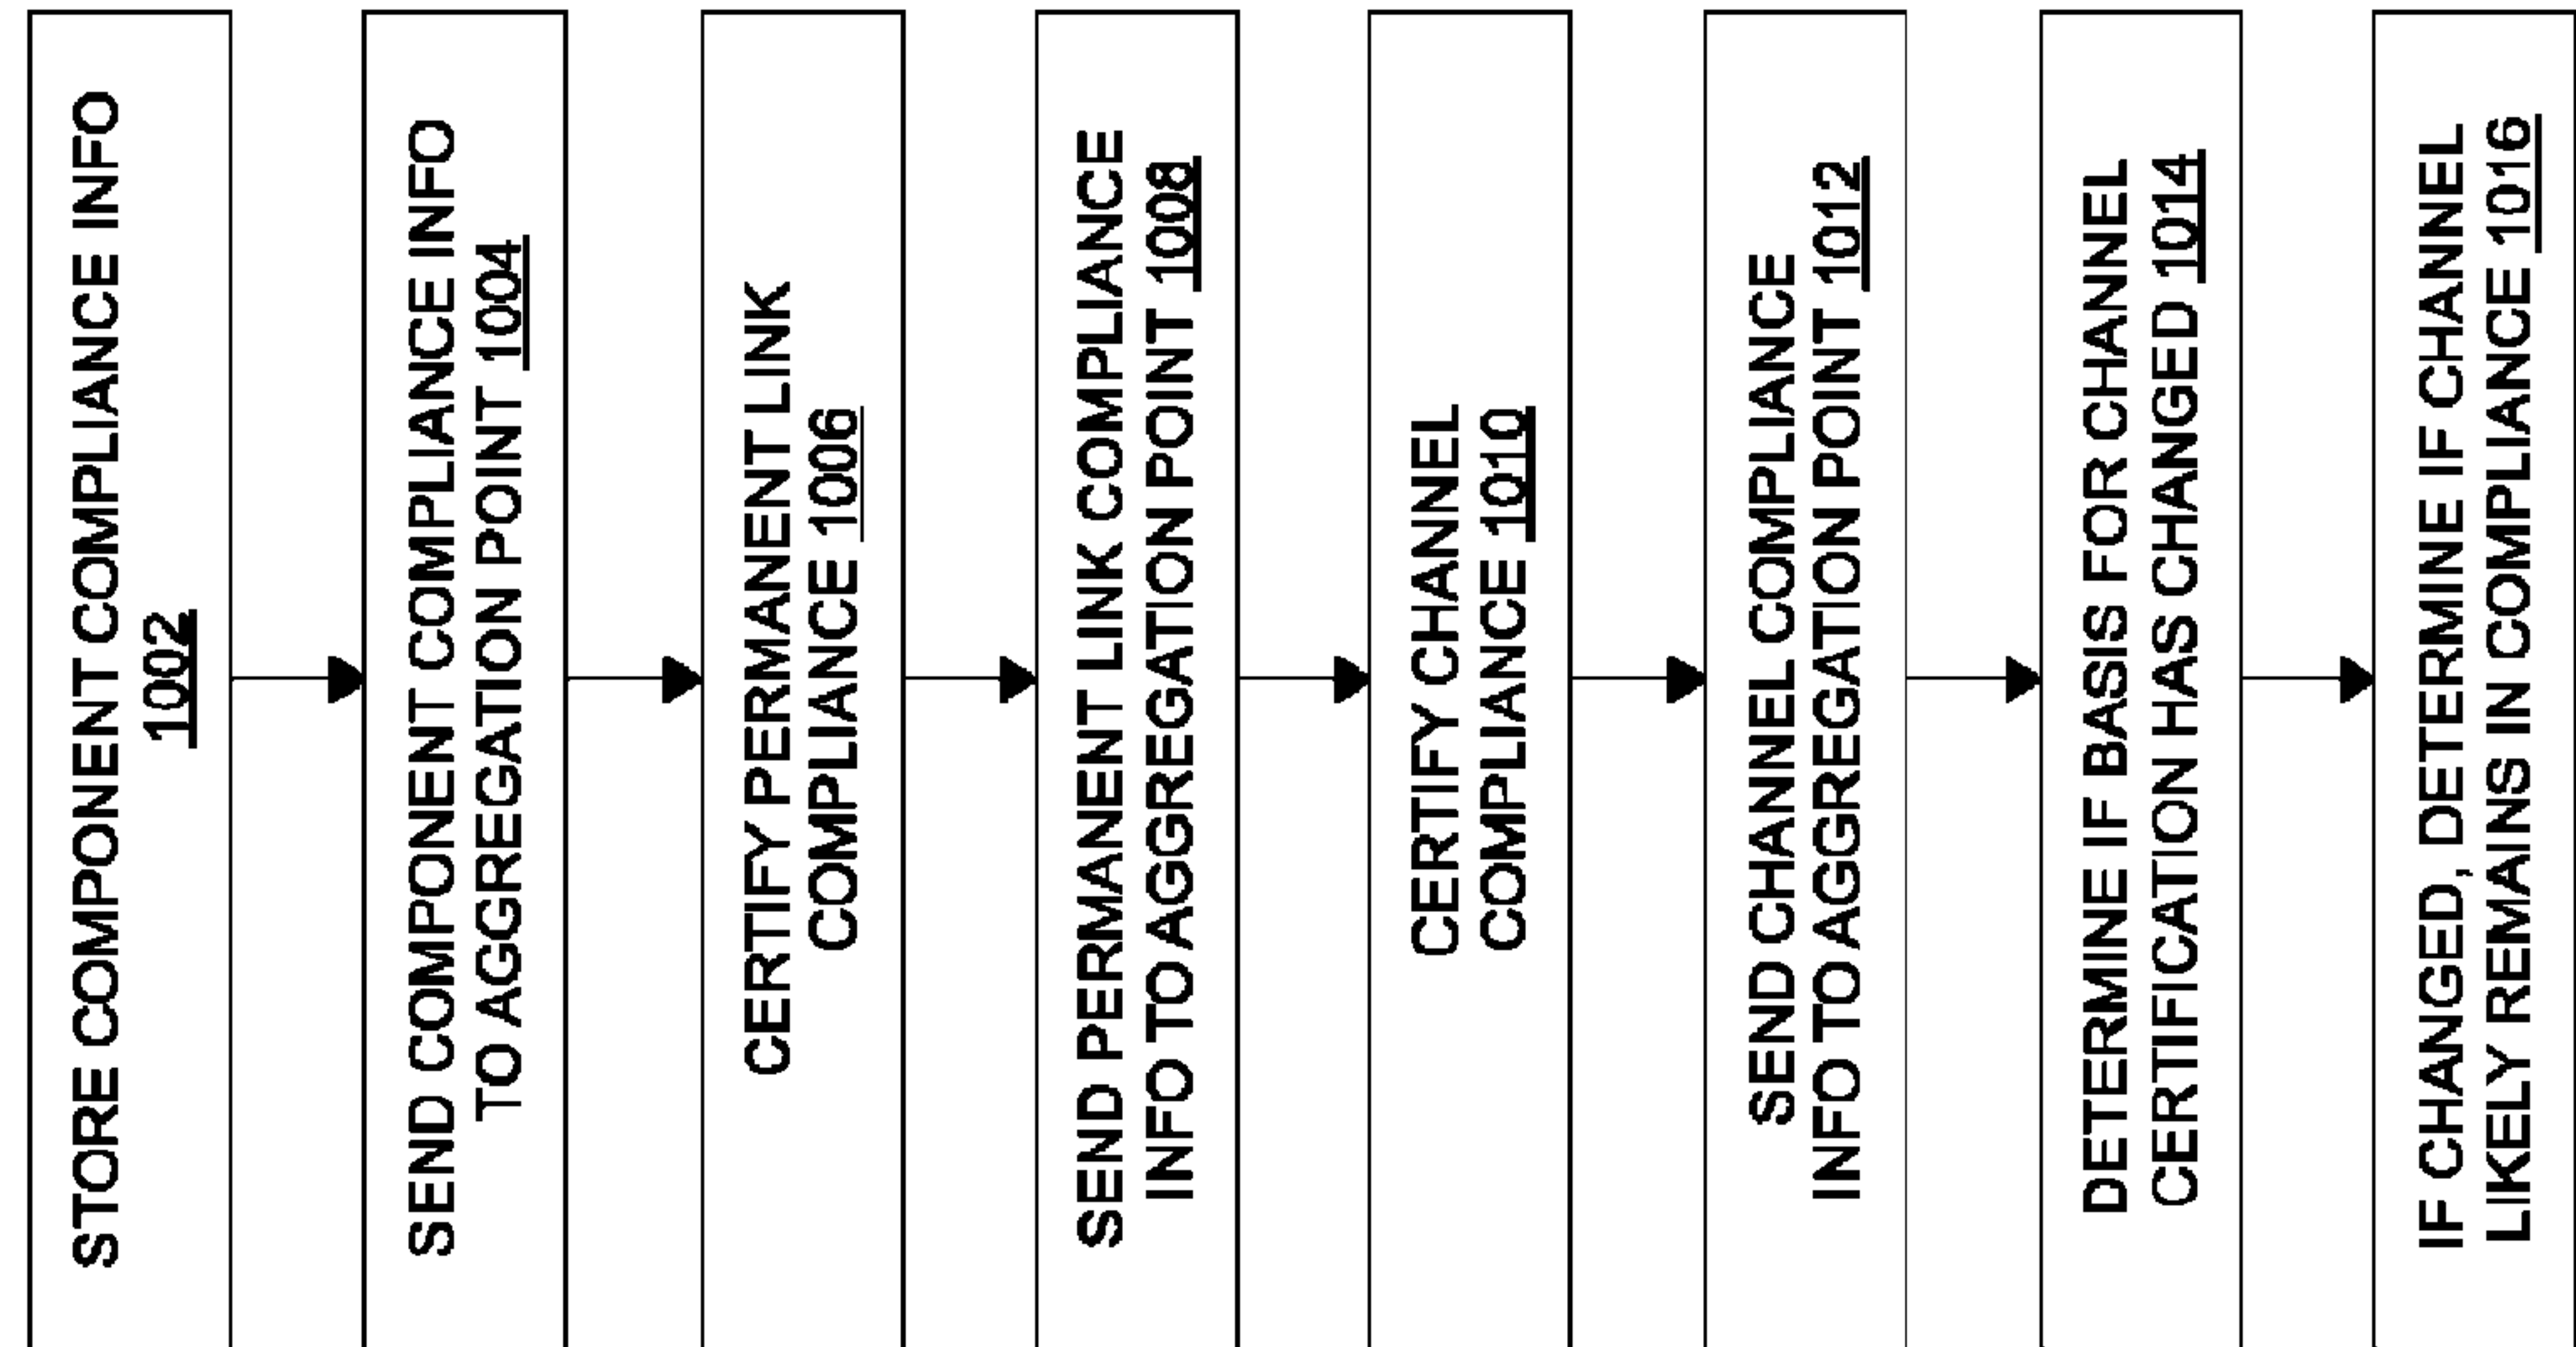 STORE COMPONENT COMPLIANCE INFO
1002
SEND COMPONENT COMPLIANCE INFO
TO AGGREGATION POINT 1004
CERTIFY PERMANENT LINK
COMPLIANCE 1006
SEND PERMANENT LINK COMPLIANCE
INFO TO AGGREGATION POINT 1008
CERTIFY CHANNEL
COMPLIANCE 1010
SEND CHANNEL COMPLIANCE
INFO TO AGGREGATION POINT 1012
DETERMINE IF BASIS FOR CHANNEL
CERTIFICATION HAS CHANGED 1014
IF CHANGED, DETERMINE IF CHANNEL
LIKELY REMAINS IN COMPLIANCE 1016